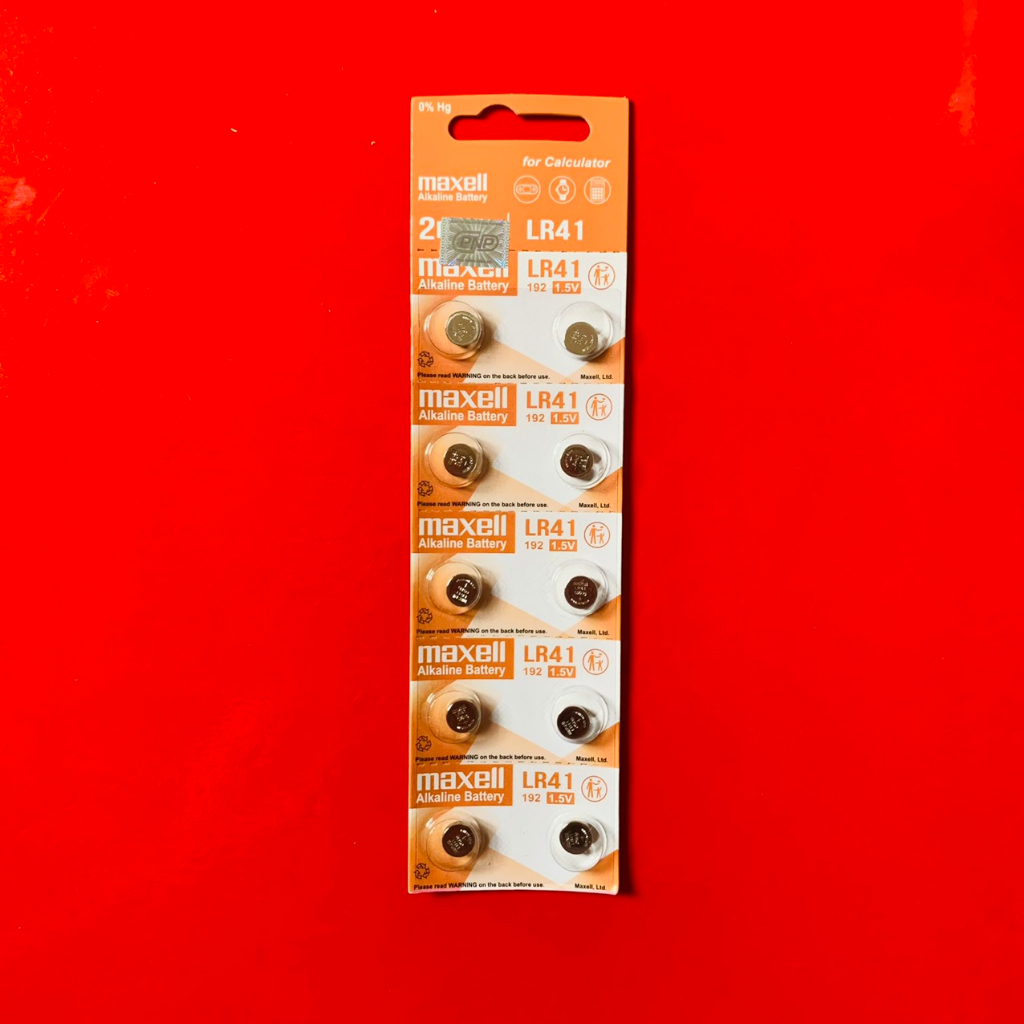 0% Hg
for Calculator
maxell
Alkaline Battery
LR41
PNP
maxell LR41
Alkaline Battery 192 1.5V
Please read WARNING on the back before use. Maxell, Ltd.
maxell LR41
Alkaline Battery 192 1.5V
Please read WARNING on the back before use. Maxell, Ltd.
maxell LR41
Alkaline Battery 192 1.5V
Please read WARNING on the back before use. Maxell, Ltd.
maxell LR41
Alkaline Battery 192 1.5V
Please read WARNING on the back before use. Maxell, Ltd.
maxell LR41
Alkaline Battery 192 1.5V
Please read WARNING on the back before use. Maxell, Ltd.